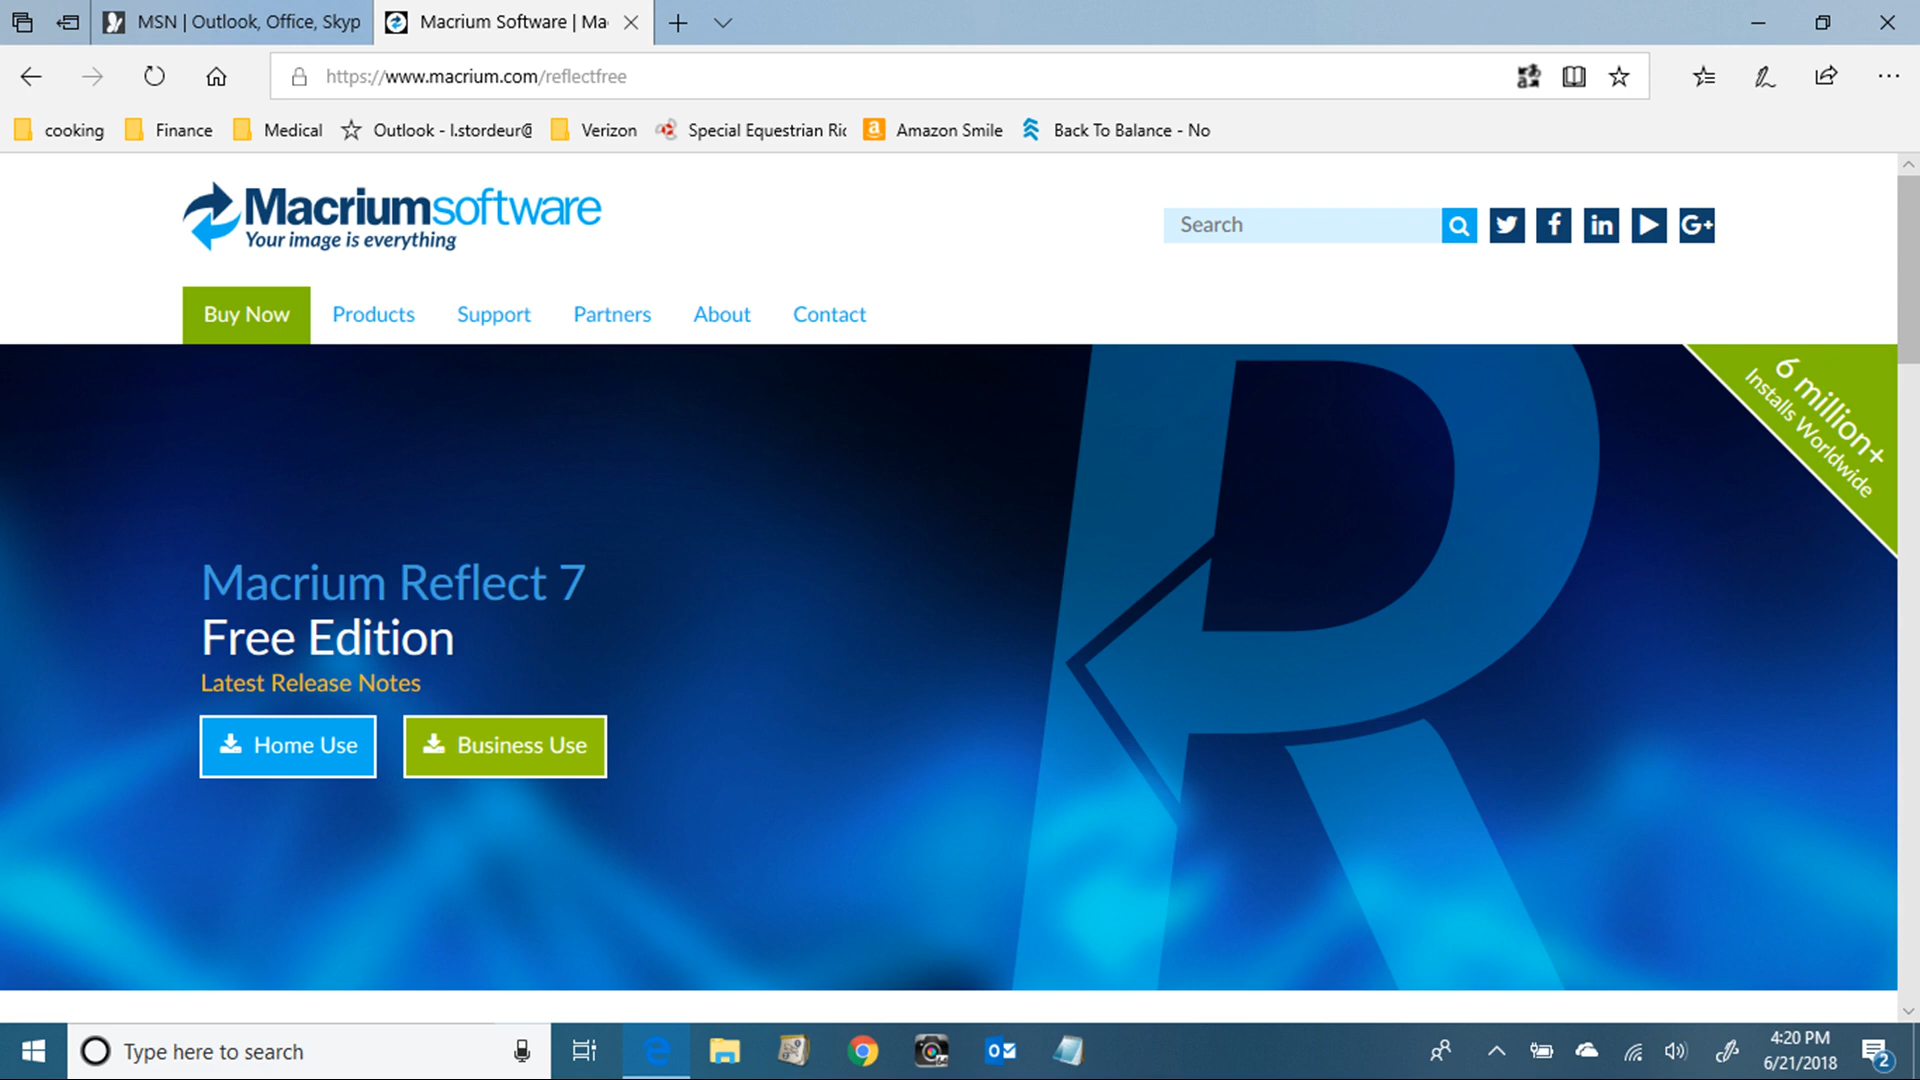 MSN | Outlook, Office, Skyp
Macrium Software | Ma
https://www.macrium.com/reflectfree
cooking
Finance
Medical
Outlook - l.stordeur@
Verizon
Special Equestrian Ric
Amazon Smile
Back To Balance - No
Macriumsoftware
Your image is everything
Search
G+
Buy Now
Products
Support
Partners
About
Contact
6 million+
Installs Worldwide
Macrium Reflect 7
Free Edition
Latest Release Notes
Home Use
Business Use
Type here to search
4:20 PM
6/21/2018
2